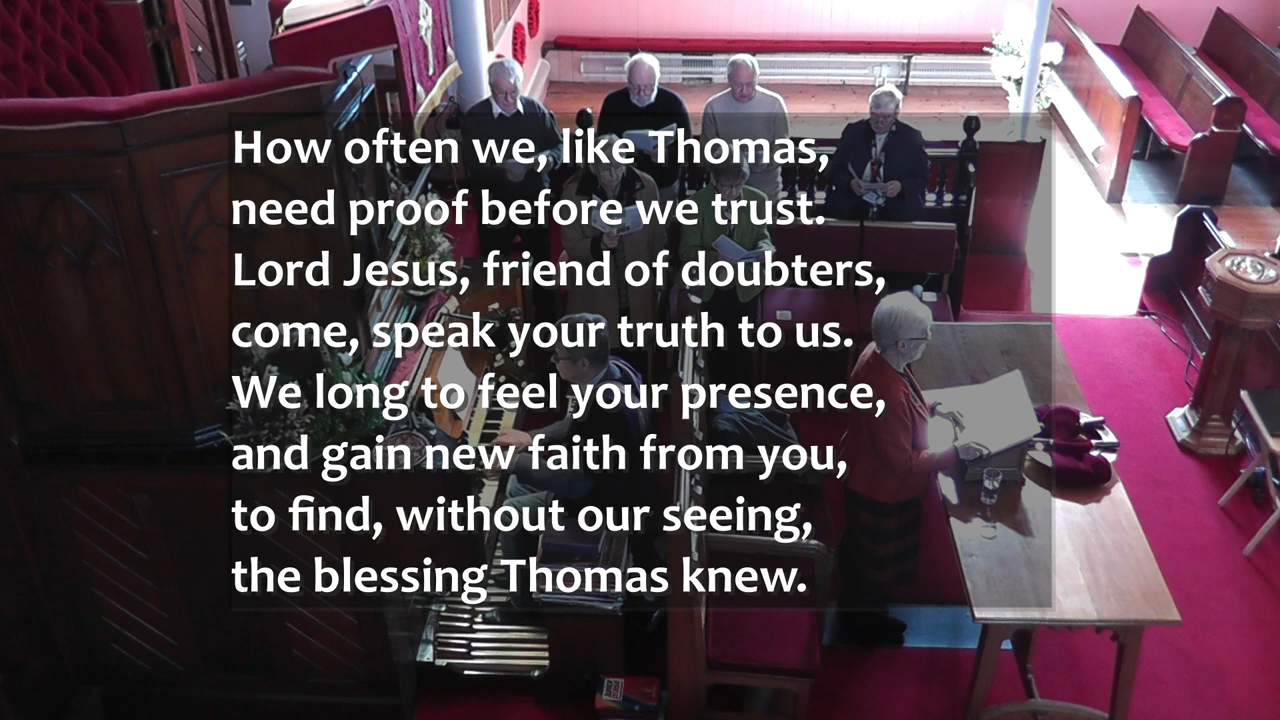 How often we, like Thomas,
need proof before we trust.
Lord Jesus, friend of doubters,
come, speak your truth to us.
We long to feel your presence,
and gain new faith from you,
to find, without our seeing,
the blessing Thomas knew.